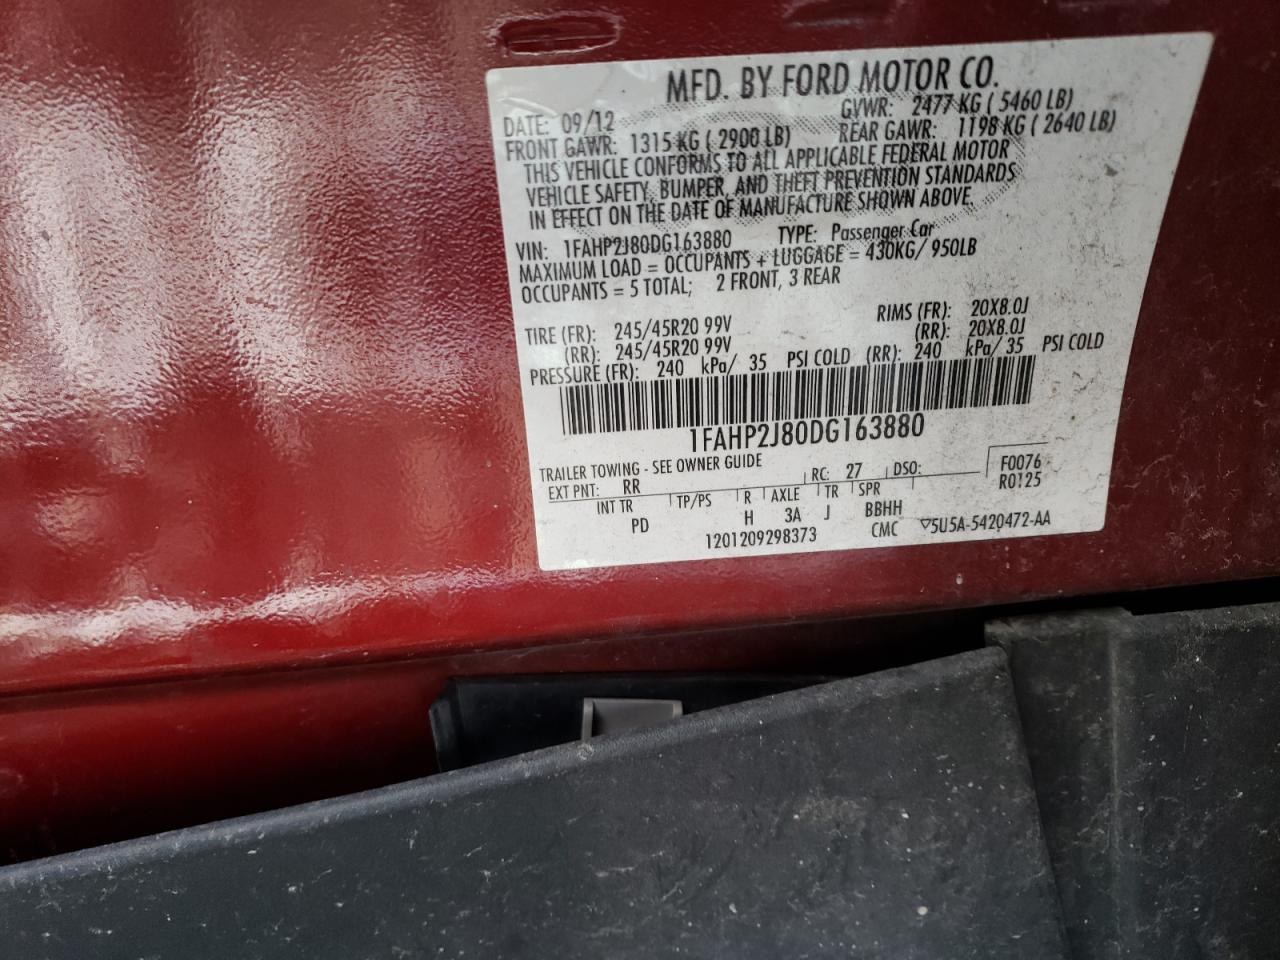 MFD. BY FORD MOTOR CO.
DATE: 09/12 GVWR: 2477 KG ( 5460 LB)
FRONT GAWR: 1315 KG ( 2900 LB) REAR GAWR: 1198 KG ( 2640 LB)
THIS VEHICLE CONFORMS TO ALL APPLICABLE FEDERAL MOTOR
VEHICLE SAFETY, BUMPER, AND THEFT PREVENTION STANDARDS
IN EFFECT ON THE DATE OF MANUFACTURE SHOWN ABOVE.
VIN: 1FAHP2J80DG163880 TYPE: Passenger Car
MAXIMUM LOAD = OCCUPANTS + LUGGAGE = 430KG/ 950LB
OCCUPANTS = 5 TOTAL; 2 FRONT, 3 REAR
TIRE (FR): 245/45R20 99V RIMS (FR): 20X8.0J
(RR): 245/45R20 99V (RR): 20X8.0J
PRESSURE (FR): 240 kPa/ 35 PSI COLD (RR): 240 kPa/ 35 PSI COLD
1FAHP2J80DG163880
TRAILER TOWING - SEE OWNER GUIDE
EXT PNT: RR RC: 27 DSO: F0076
R0125
INT TR TP/PS R AXLE TR SPR
PD H 3A J BBHH
1201209298373 CMC ▽5U5A-5420472-AA